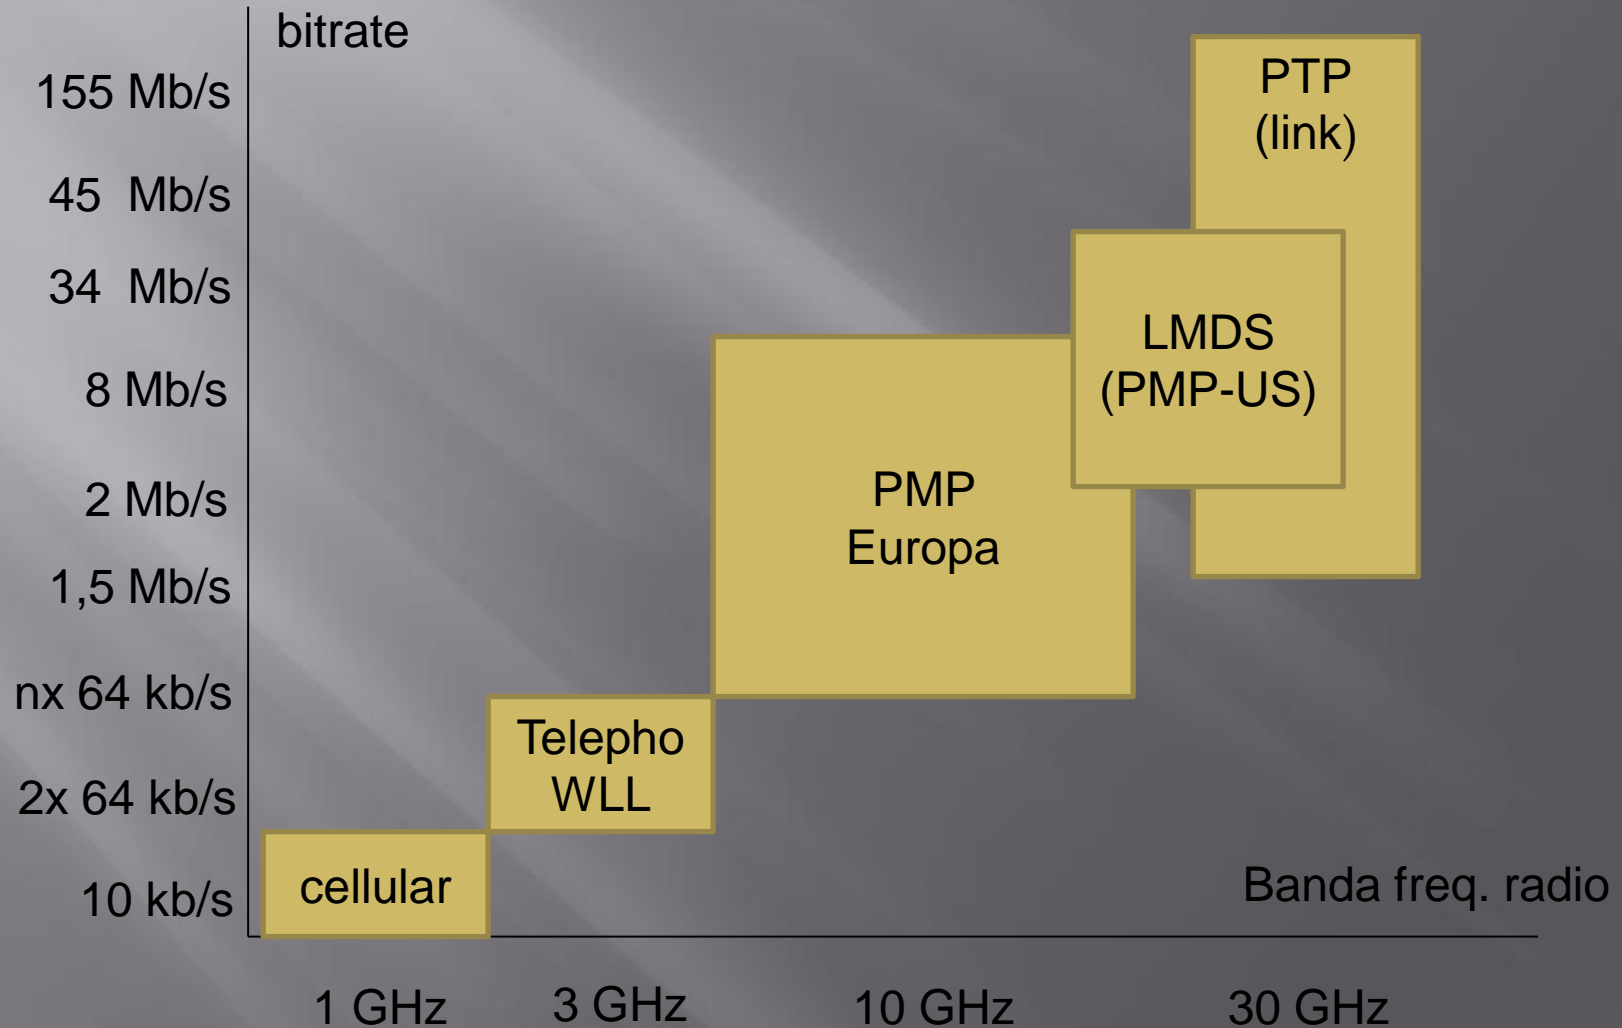 bitrate
155 Mb/s
45 Mb/s
34 Mb/s
8 Mb/s
2 Mb/s
1,5 Mb/s
nx 64 kb/s
2x 64 kb/s
10 kb/s
PTP
(link)
LMDS
(PMP-US)
PMP
Europa
Telepho
WLL
cellular
Banda freq. radio
1 GHz
3 GHz
10 GHz
30 GHz